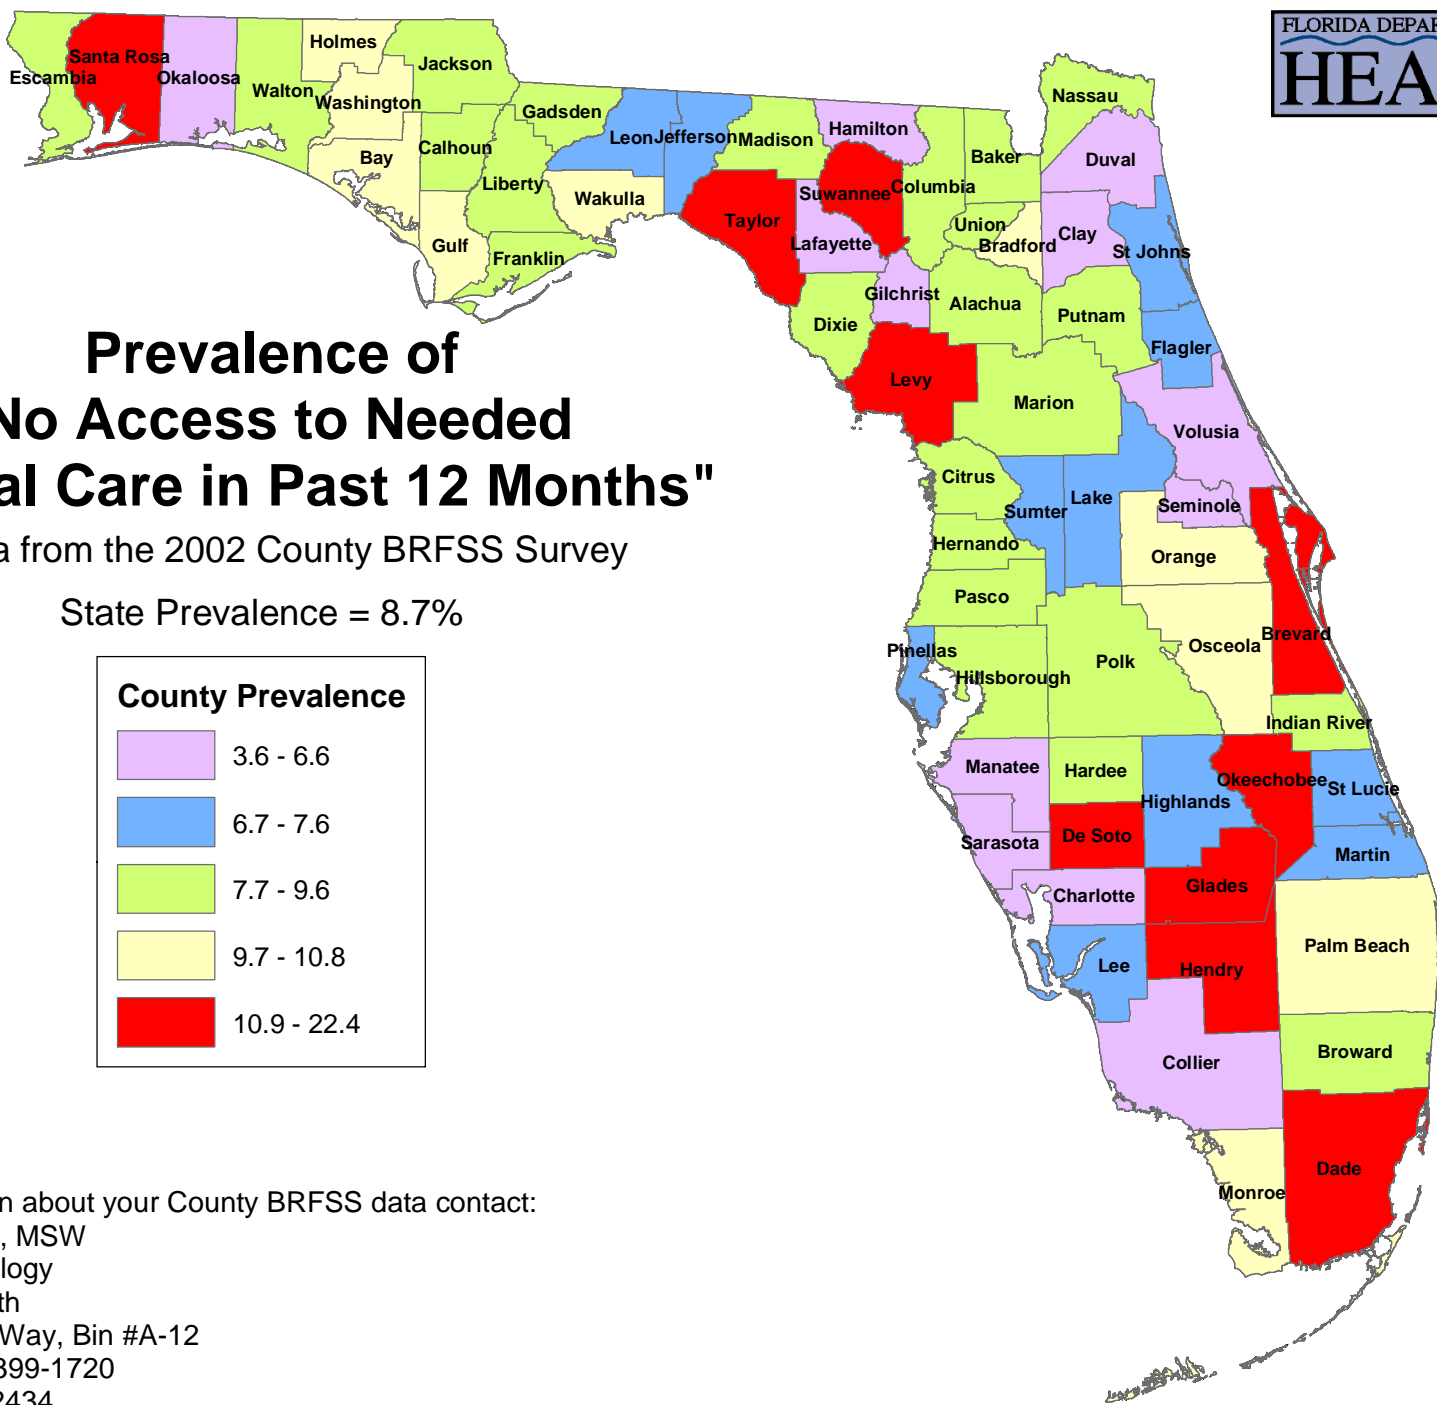 FLORIDA DEPAR
HEA
Holmes
Santa Rosa
Jackson
Escambia
Okaloosa
Walton
Washington
Gadsden
Nassau
Leon
Jefferson
Madison
Hamilton
Calhoun
Bay
Baker
Duval
Liberty
Suwannee
Columbia
Wakulla
Taylor
Union
Bradford
Clay
Lafayette
Gulf
Franklin
St Johns
Gilchrist
Alachua
Putnam
Dixie
Flagler
Prevalence of
No Access to Needed
al Care in Past 12 Months"
a from the 2002 County BRFSS Survey
State Prevalence = 8.7%
Levy
Marion
Volusia
Citrus
Lake
Sumter
Seminole
Hernando
Orange
Pasco
Brevard
Osceola
Pinellas
Polk
Hillsborough
Indian River
Manatee
Hardee
Okeechobee
St Lucie
Highlands
De Soto
Sarasota
Martin
Glades
Charlotte
Palm Beach
Lee
Hendry
Broward
Collier
Dade
Monroe
County Prevalence
3.6 - 6.6
6.7 - 7.6
7.7 - 9.6
9.7 - 10.8
10.9 - 22.4
n about your County BRFSS data contact:
, MSW
logy
th
Way, Bin #A-12
399-1720
2434